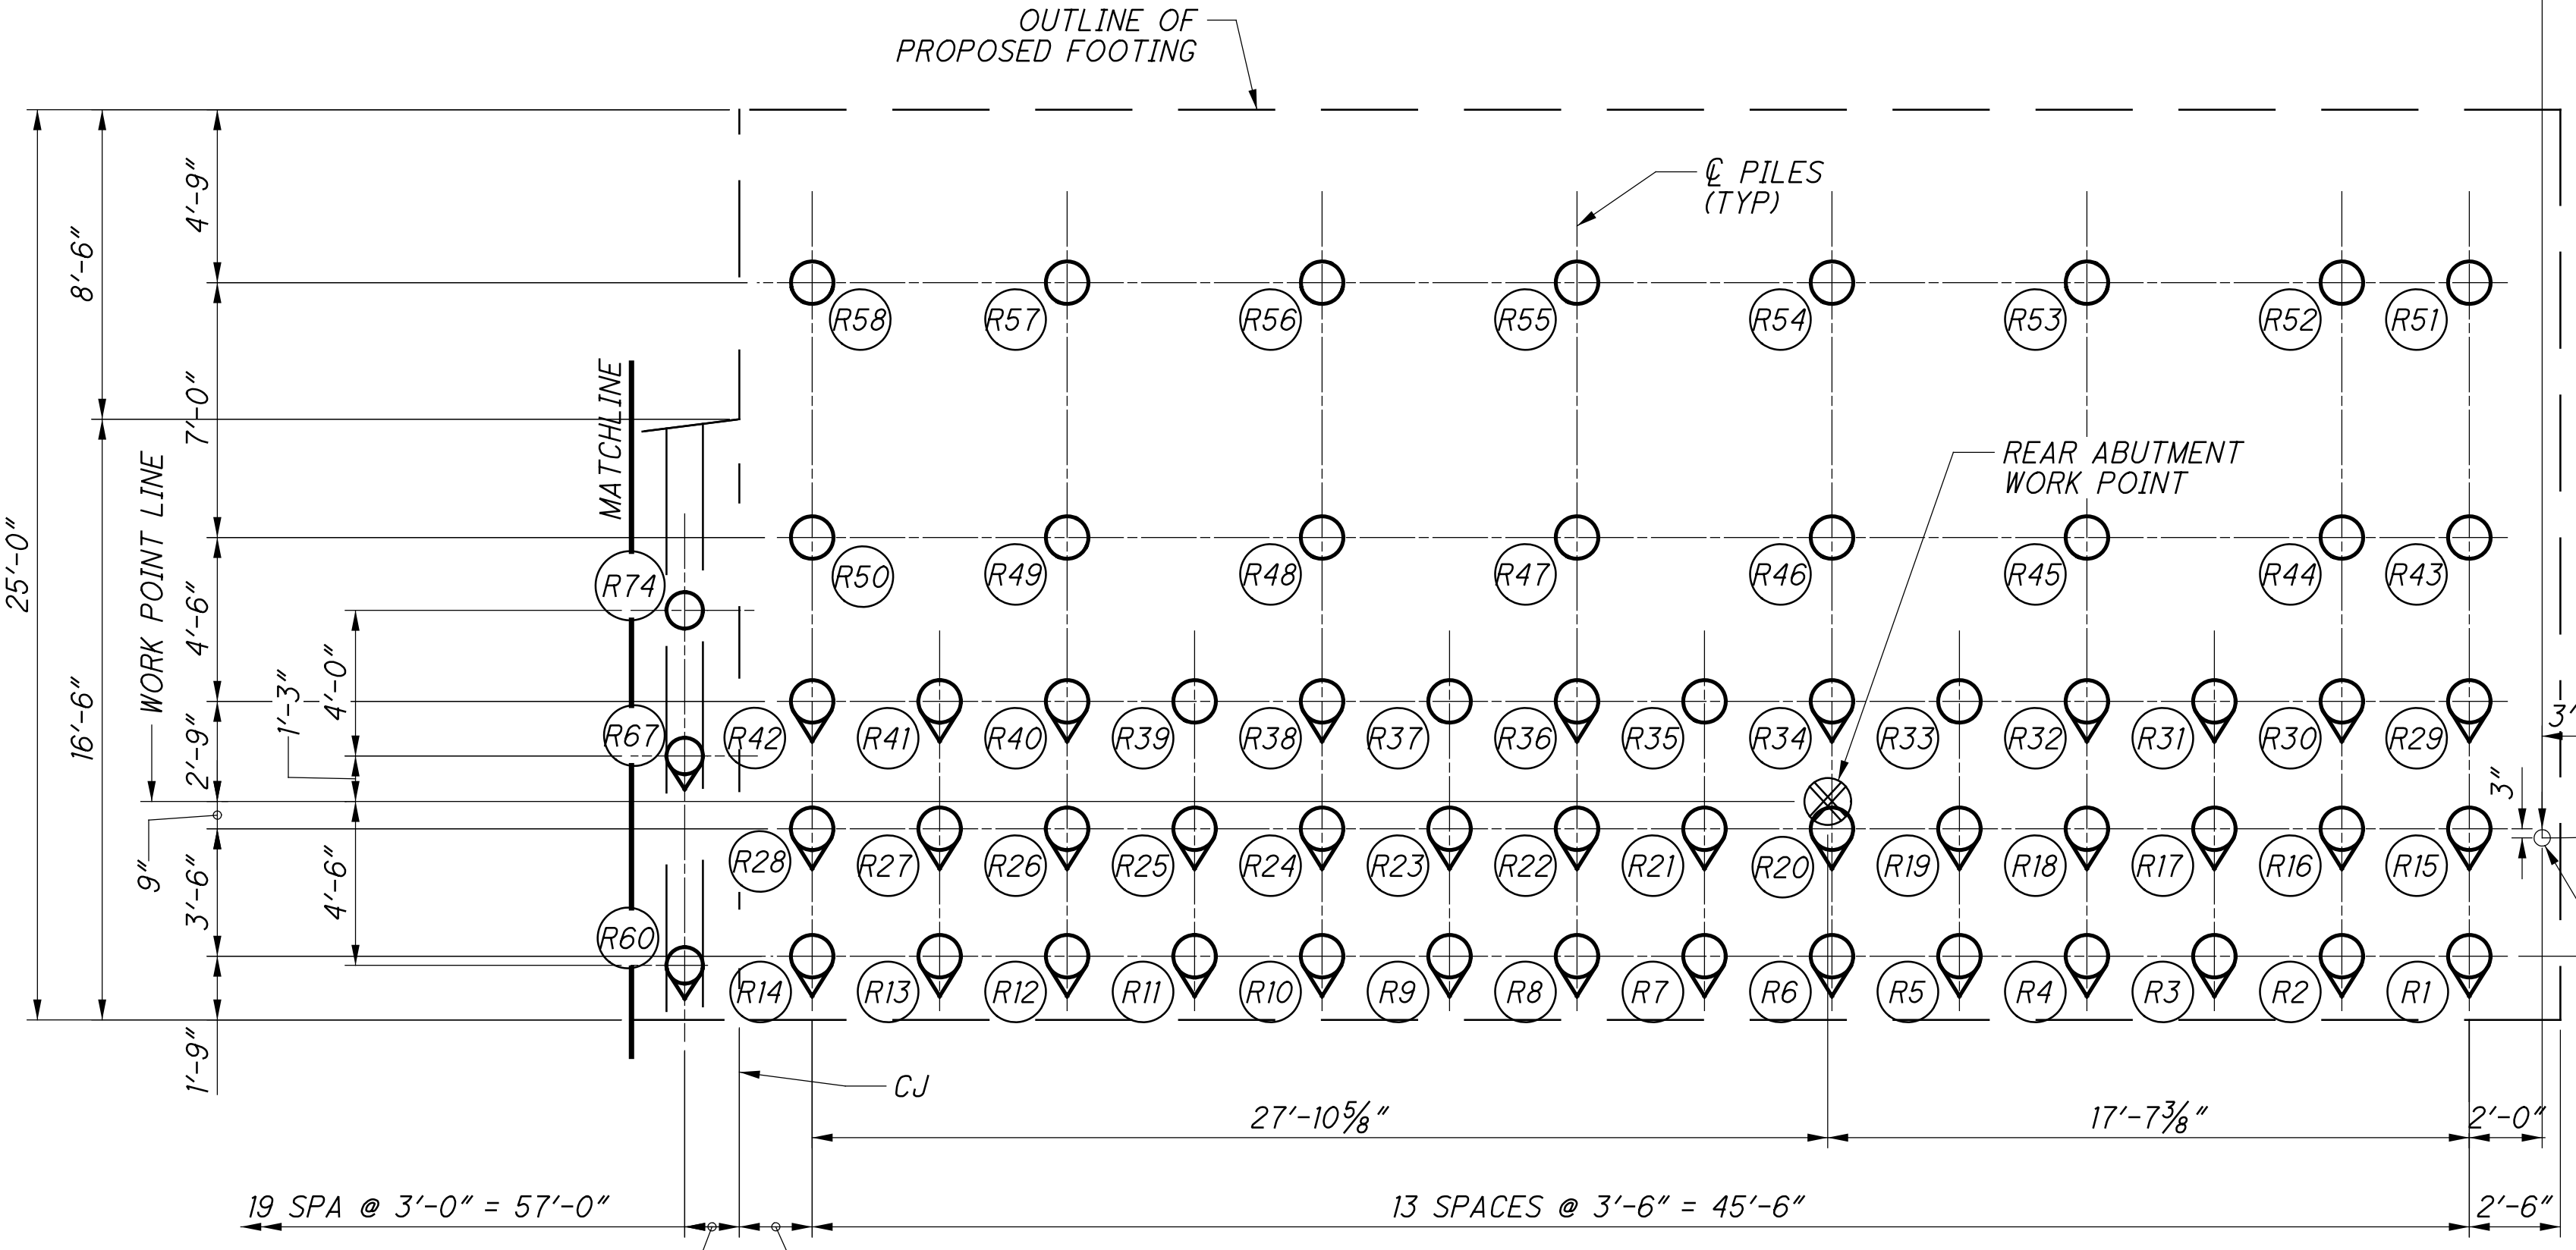 OUTLINE OF
PROPOSED FOOTING
℄ PILES
(TYP)
4'-9"
8'-6"
R58
R57
R56
R55
R54
R53
R52
R51
MATCHLINE
7'-0"
WORK POINT LINE
REAR ABUTMENT
WORK POINT
25'-0"
R74
R50
R49
R48
R47
R46
R45
R44
R43
4'-6"
16'-6"
1'-3"
4'-0"
2'-9"
R67
R42
R41
R40
R39
R38
R37
R36
R35
R34
R33
R32
R31
R30
R29
3'
3"
9"
3'-6"
4'-6"
R28
R27
R26
R25
R24
R23
R22
R21
R20
R19
R18
R17
R16
R15
R60
R14
R13
R12
R11
R10
R9
R8
R7
R6
R5
R4
R3
R2
R1
1'-9"
CJ
27'-10 5/8"
17'-7 3/8"
2'-0"
19 SPA @ 3'-0" = 57'-0"
13 SPACES @ 3'-6" = 45'-6"
2'-6"